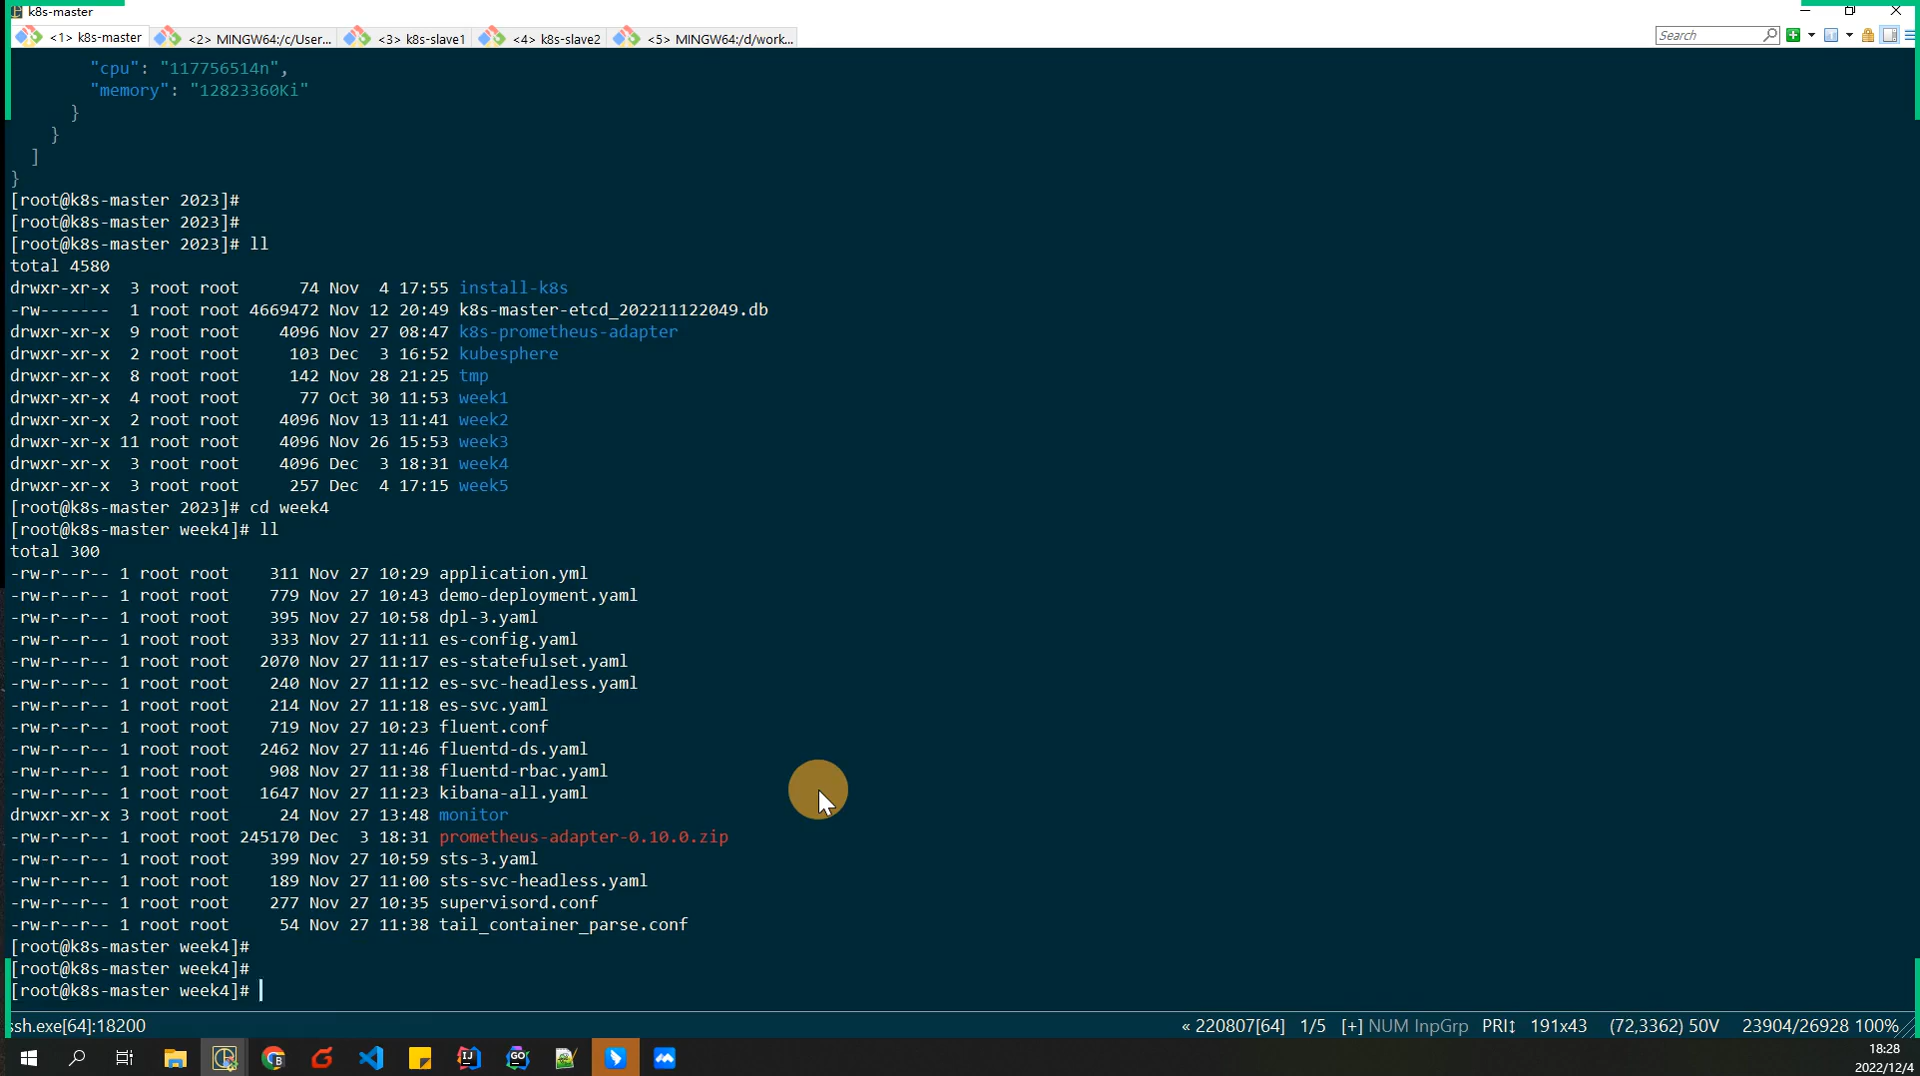 k8s-master
<1> k8s-master
<2> MINGW64:/c/User...
<3> k8s-slave1
<4> k8s-slave2
<5> MINGW64:/d/work...
Search
"cpu": "117756514n",
"memory": "12823360Ki"
}
}
]
}
[root@k8s-master 2023]#
[root@k8s-master 2023]#
[root@k8s-master 2023]# ll
total 4580
drwxr-xr-x  3 root root      74 Nov  4 17:55 install-k8s
-rw-------  1 root root 4669472 Nov 12 20:49 k8s-master-etcd_202211122049.db
drwxr-xr-x  9 root root    4096 Nov 27 08:47 k8s-prometheus-adapter
drwxr-xr-x  2 root root     103 Dec  3 16:52 kubesphere
drwxr-xr-x  8 root root     142 Nov 28 21:25 tmp
drwxr-xr-x  4 root root      77 Oct 30 11:53 week1
drwxr-xr-x  2 root root    4096 Nov 13 11:41 week2
drwxr-xr-x 11 root root    4096 Nov 26 15:53 week3
drwxr-xr-x  3 root root    4096 Dec  3 18:31 week4
drwxr-xr-x  3 root root     257 Dec  4 17:15 week5
[root@k8s-master 2023]# cd week4
[root@k8s-master week4]# ll
total 300
-rw-r--r-- 1 root root    311 Nov 27 10:29 application.yml
-rw-r--r-- 1 root root    779 Nov 27 10:43 demo-deployment.yaml
-rw-r--r-- 1 root root    395 Nov 27 10:58 dpl-3.yaml
-rw-r--r-- 1 root root    333 Nov 27 11:11 es-config.yaml
-rw-r--r-- 1 root root   2070 Nov 27 11:17 es-statefulset.yaml
-rw-r--r-- 1 root root    240 Nov 27 11:12 es-svc-headless.yaml
-rw-r--r-- 1 root root    214 Nov 27 11:18 es-svc.yaml
-rw-r--r-- 1 root root    719 Nov 27 10:23 fluent.conf
-rw-r--r-- 1 root root   2462 Nov 27 11:46 fluentd-ds.yaml
-rw-r--r-- 1 root root    908 Nov 27 11:38 fluentd-rbac.yaml
-rw-r--r-- 1 root root   1647 Nov 27 11:23 kibana-all.yaml
drwxr-xr-x 3 root root     24 Nov 27 13:48 monitor
-rw-r--r-- 1 root root 245170 Dec  3 18:31 prometheus-adapter-0.10.0.zip
-rw-r--r-- 1 root root    399 Nov 27 10:59 sts-3.yaml
-rw-r--r-- 1 root root    189 Nov 27 11:00 sts-svc-headless.yaml
-rw-r--r-- 1 root root    277 Nov 27 10:35 supervisord.conf
-rw-r--r-- 1 root root     54 Nov 27 11:38 tail_container_parse.conf
[root@k8s-master week4]#
[root@k8s-master week4]#
[root@k8s-master week4]#
ssh.exe[64]:18200
« 220807[64] 1/5 [+] NUM InpGrp PRI↕ 191x43 (72,3362) 50V 23904/26928 100%
18:28
2022/12/4